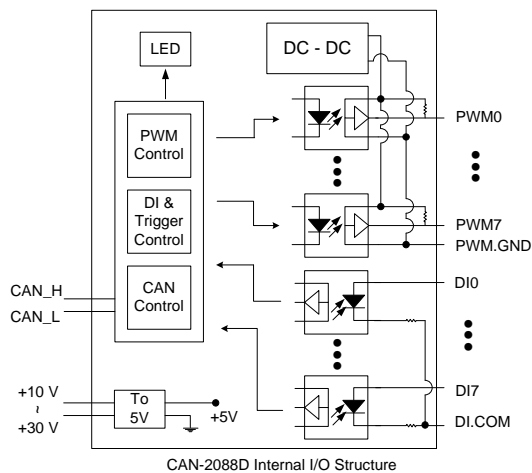 LED
DC - DC
PWM
Control
DI &
Trigger
Control
CAN
Control
PWM0
PWM7
PWM.GND
CAN_H
CAN_L
DI0
DI7
DI.COM
+10 V
~
+30 V
To
5V
+5V
CAN-2088D Internal I/O Structure